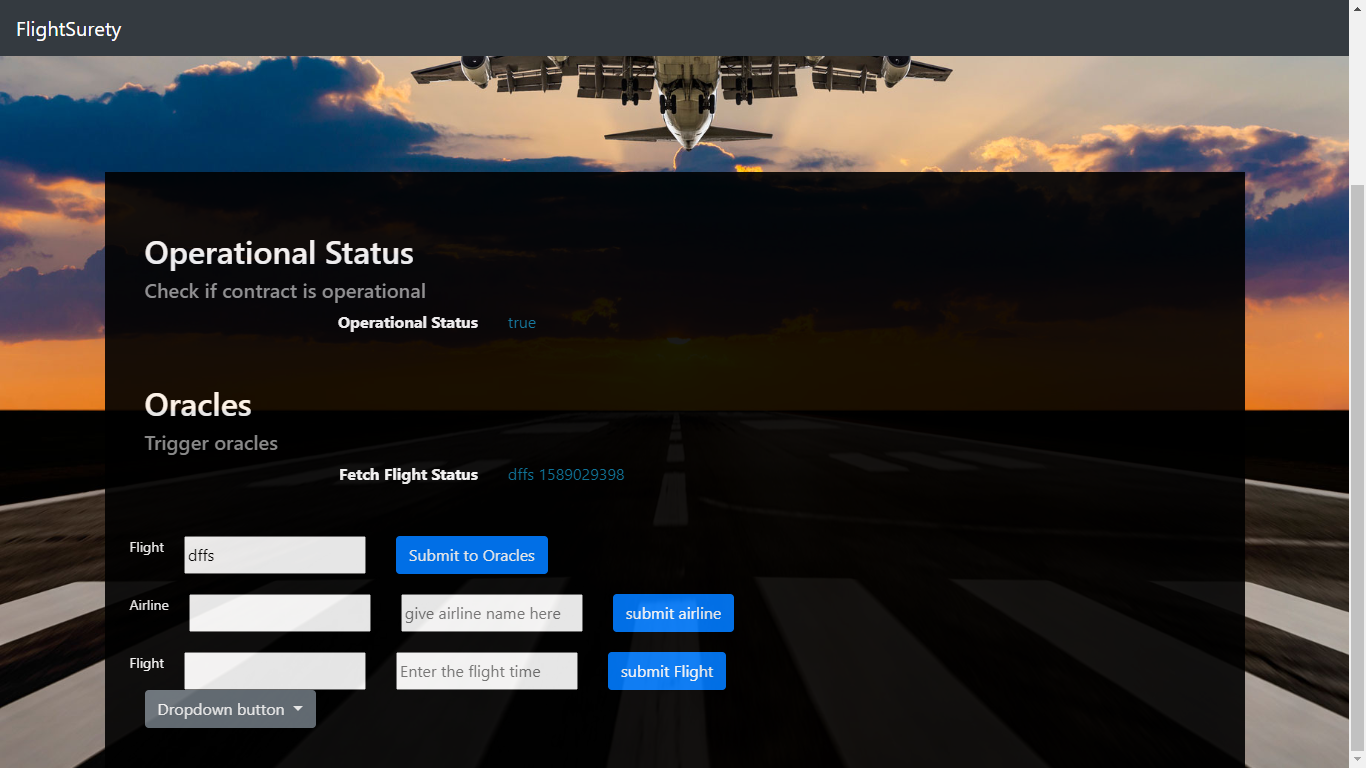 FlightSurety
Operational Status
Check if contract is operational
Operational Status true
Oracles
Trigger oracles
Fetch Flight Status dffs 1589029398
Flight dffs Submit to Oracles
Airline give airline name here submit airline
Flight Enter the flight time submit Flight
Dropdown button